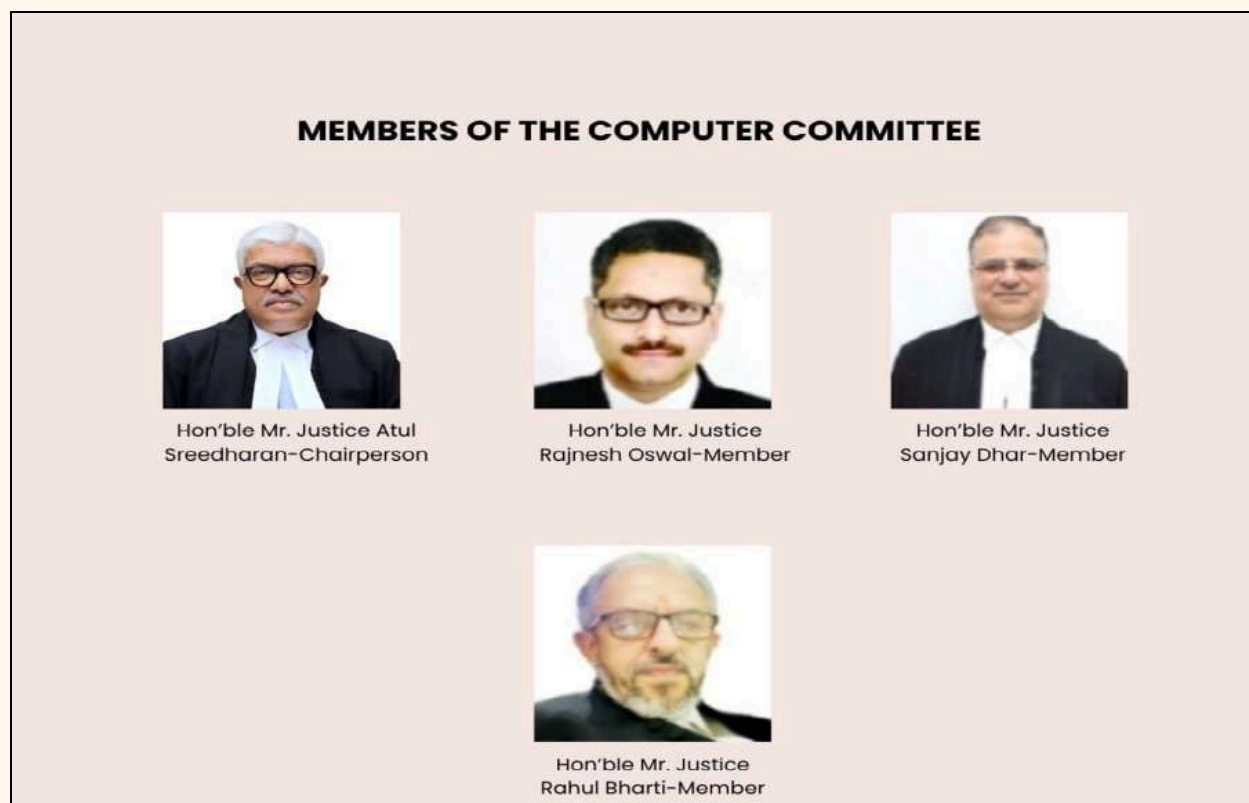 MEMBERS OF THE COMPUTER COMMITTEE
Hon’ble Mr. Justice Atul
Sreedharan-Chairperson
Hon’ble Mr. Justice
Rajnesh Oswal-Member
Hon’ble Mr. Justice
Sanjay Dhar-Member
Hon’ble Mr. Justice
Rahul Bharti-Member